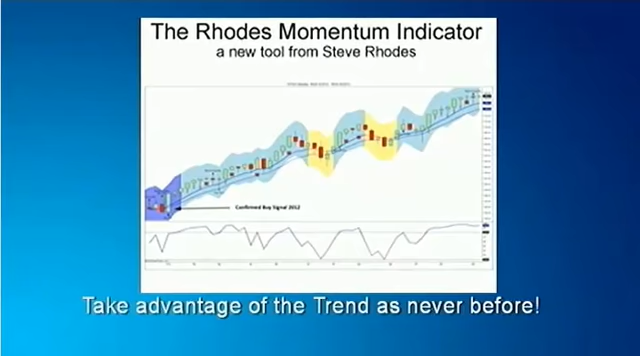 The Rhodes Momentum Indicator
a new tool from Steve Rhodes
Confirmed Buy Signal 2012
Take advantage of the Trend as never before!